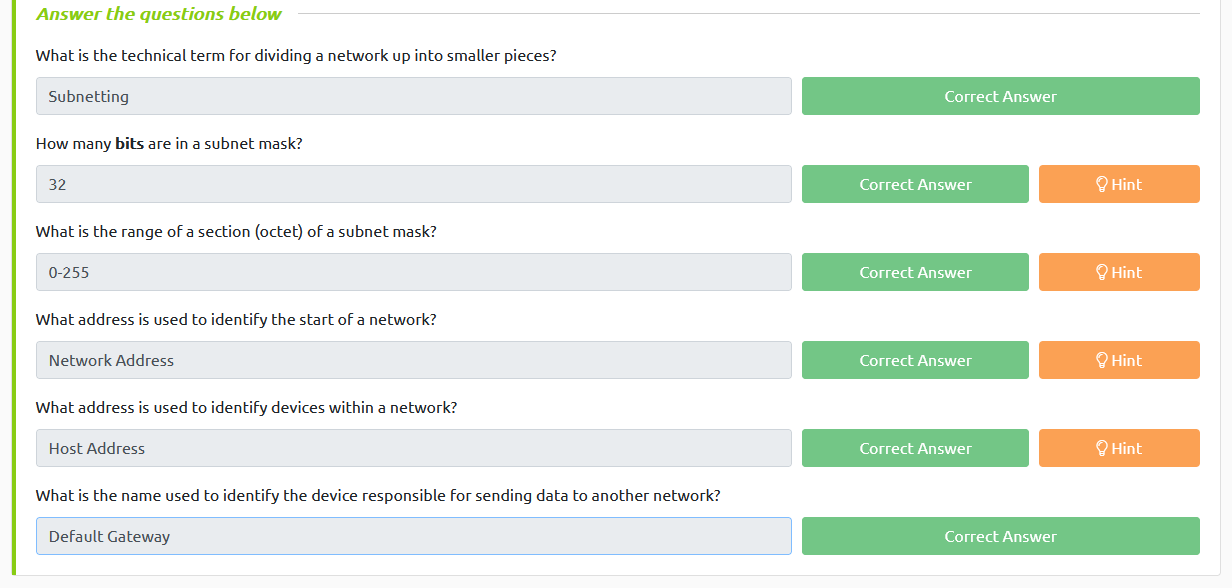 Answer the questions below
What is the technical term for dividing a network up into smaller pieces?
Subnetting
Correct Answer
How many bits are in a subnet mask?
32
Correct Answer
Hint
What is the range of a section (octet) of a subnet mask?
0-255
Correct Answer
Hint
What address is used to identify the start of a network?
Network Address
Correct Answer
Hint
What address is used to identify devices within a network?
Host Address
Correct Answer
Hint
What is the name used to identify the device responsible for sending data to another network?
Default Gateway
Correct Answer